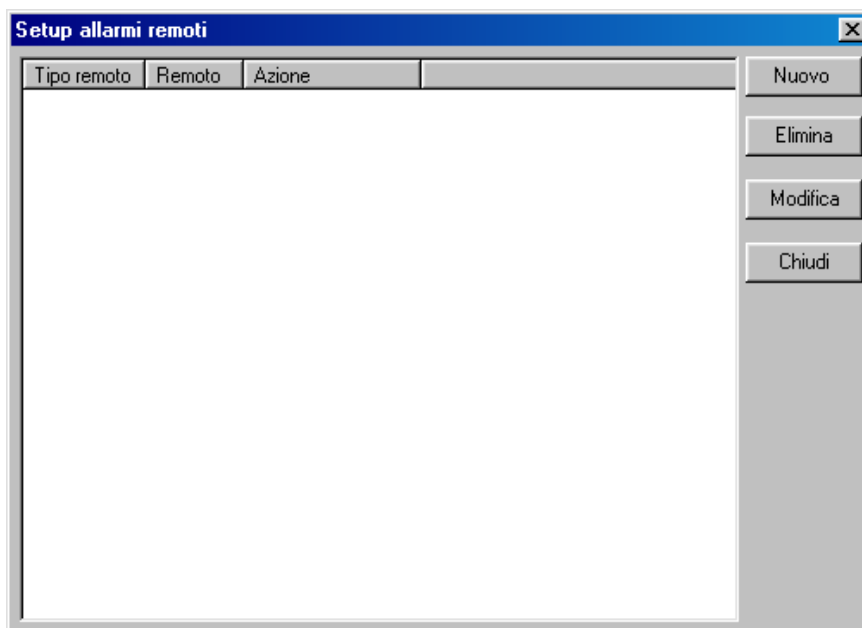 Setup allarmi remoti
Tipo remoto Remoto Azione
Nuovo
Elimina
Modifica
Chiudi